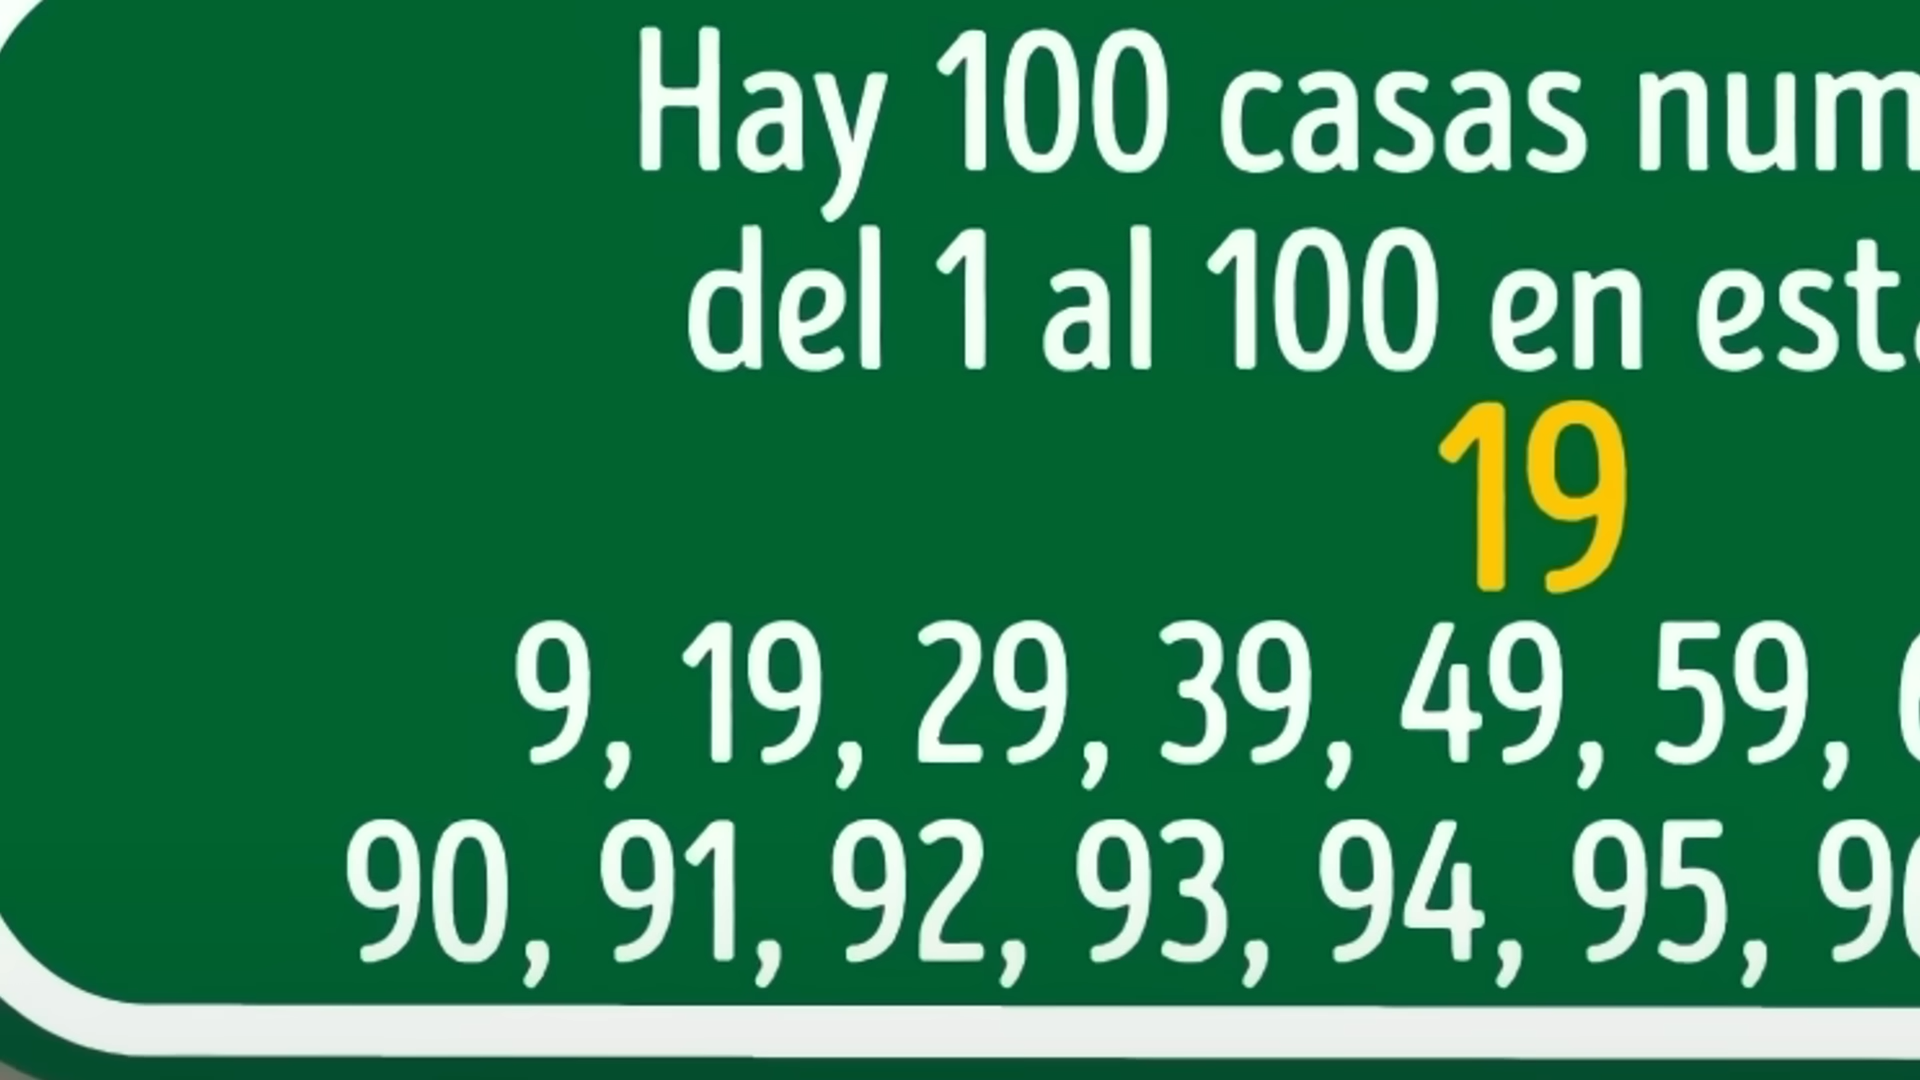 Hay 100 casas num
del 1 al 100 en est
19
9, 19, 29, 39, 49, 59,
90, 91, 92, 93, 94, 95, 9